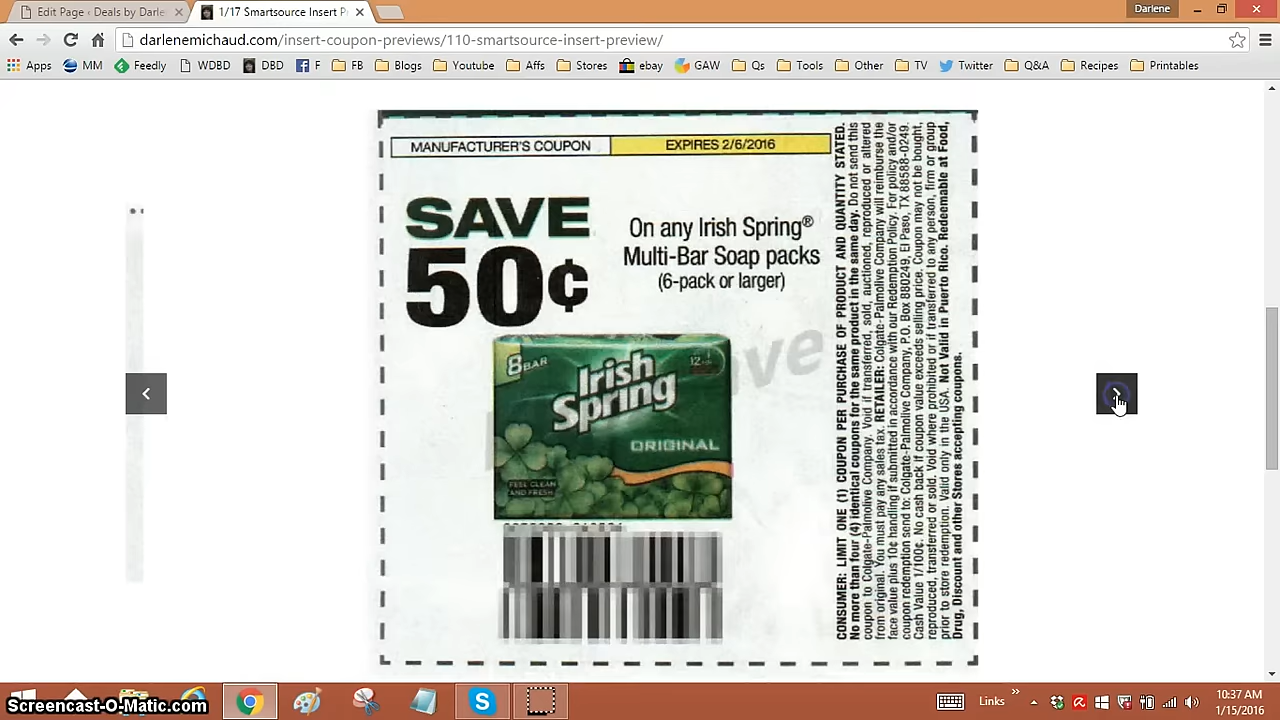 Edit Page ‹ Deals by Darle
1/17 Smartsource Insert P
Darlene
darlenemichaud.com/insert-coupon-previews/110-smartsource-insert-preview/
Apps MM Feedly WDBD DBD F FB Blogs Youtube Affs Stores ebay GAW Qs Tools Other TV Twitter Q&A Recipes Printables
MANUFACTURER'S COUPON EXPIRES 2/6/2016
SAVE
50¢
On any Irish Spring®
Multi-Bar Soap packs
(6-pack or larger)
8 BAR
Irish
Spring
ORIGINAL
FEEL CLEAN
AND FRESH
CONSUMER: LIMIT ONE (1) COUPON PER PURCHASE OF PRODUCT AND QUANTITY STATED.
No more than four (4) identical coupons for the same product in the same day. Do not send this
coupon to Colgate-Palmolive Company. Void if transferred, sold, auctioned, reproduced or altered
from original. You must pay any sales tax. RETAILER: Colgate-Palmolive Company will reimburse the
face value plus 10¢ handling if submitted in accordance with our Redemption Policy. For policy and/or
coupon redemption send to: Colgate-Palmolive Company, P.O. Box 880249, El Paso, TX 88588-0249.
Cash Value 1/100¢. No cash back if coupon value exceeds selling price. Coupon may not be bought,
reproduced, transferred or sold. Void where prohibited or if transferred to any person, firm or group
prior to store redemption. Valid only in the USA. Not Valid in Puerto Rico. Redeemable at Food,
Drug, Discount and other Stores accepting coupons.
Screencast-O-Matic.com
Links
10:37 AM
1/15/2016